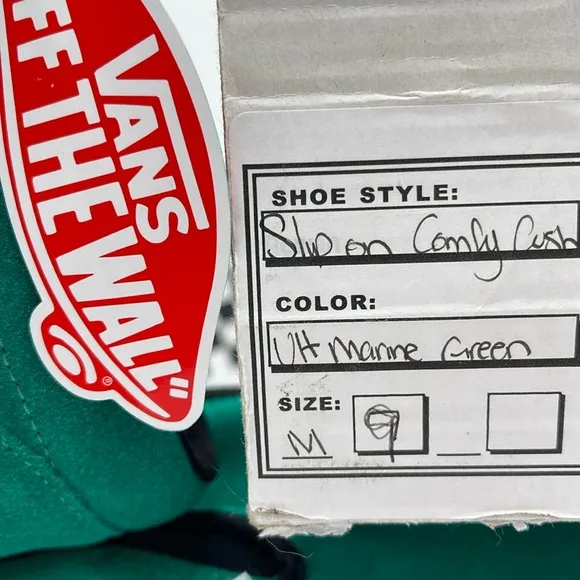 VANS
"OFF THE WALL"
SHOE STYLE:
Slip on Comfy Cush
COLOR:
UH Marine Green
SIZE:
M 9